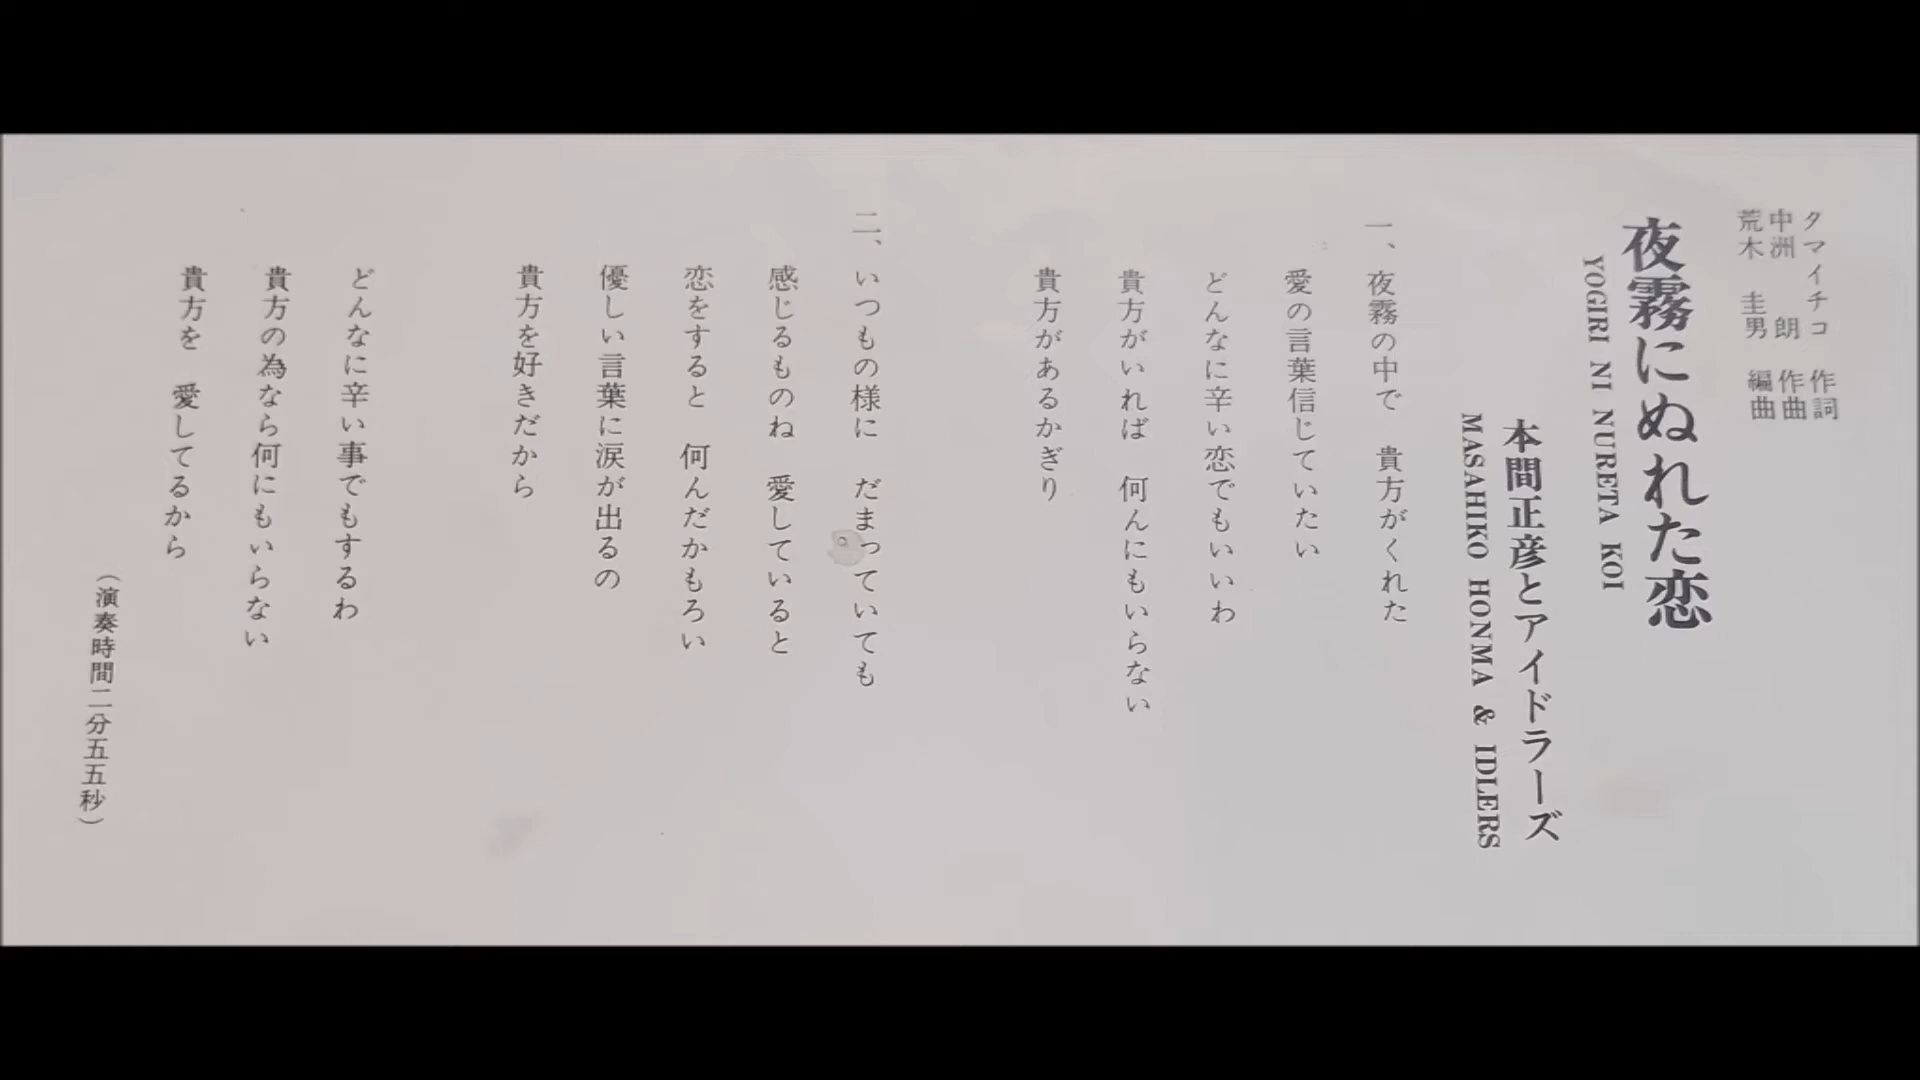 タマイチコ 作詞
中洲 朗 作曲
荒木 圭男 編曲
夜霧にぬれた恋
YOGIRI NI NURETA KOI
本間正彦とアイドラーズ
MASAHIKO HONMA & IDLERS
一、夜霧の中で 貴方がくれた
愛の言葉信じていたい
どんなに辛い恋でもいいわ
貴方がいれば 何んにもいらない
貴方があるかぎり
二、いつもの様に だまっていても
感じるものね 愛していると
恋をすると 何んだかもろい
優しい言葉に涙が出るの
貴方を好きだから
どんなに辛い事でもするわ
貴方の為なら何にもいらない
貴方を 愛してるから
（演奏時間二分五五秒）